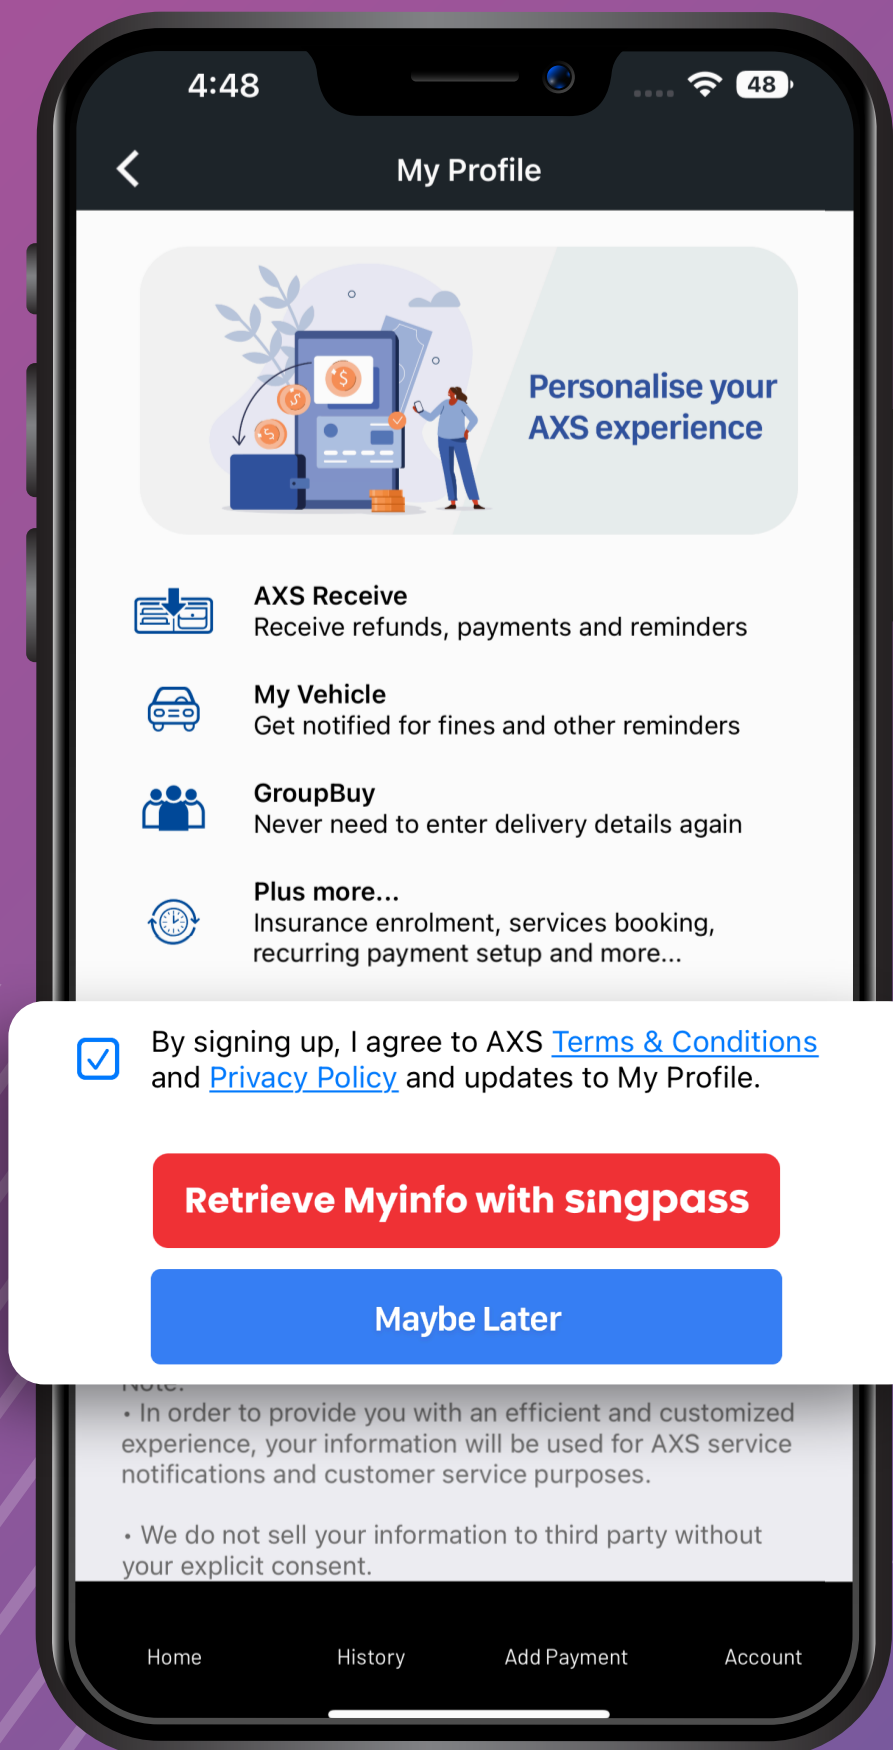 4:48
48
My Profile
Personalise your
AXS experience
AXS Receive
Receive refunds, payments and reminders
My Vehicle
Get notified for fines and other reminders
GroupBuy
Never need to enter delivery details again
Plus more...
Insurance enrolment, services booking,
recurring payment setup and more...
By signing up, I agree to AXS Terms & Conditions
and Privacy Policy and updates to My Profile.
Retrieve Myinfo with singpass
Maybe Later
Note:
• In order to provide you with an efficient and customized
experience, your information will be used for AXS service
notifications and customer service purposes.
• We do not sell your information to third party without
your explicit consent.
Home History Add Payment Account